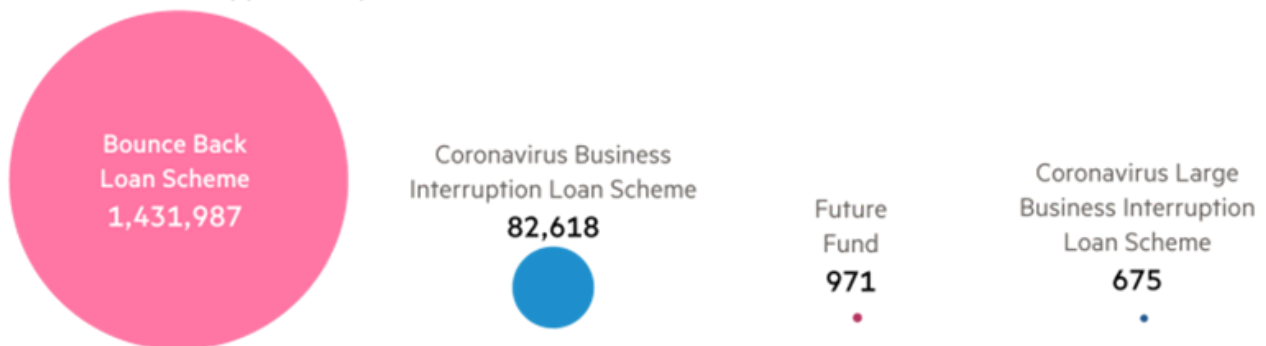 Bounce Back
Loan Scheme
1,431,987
Coronavirus Business
Interruption Loan Scheme
82,618
Future
Fund
971
Coronavirus Large
Business Interruption
Loan Scheme
675